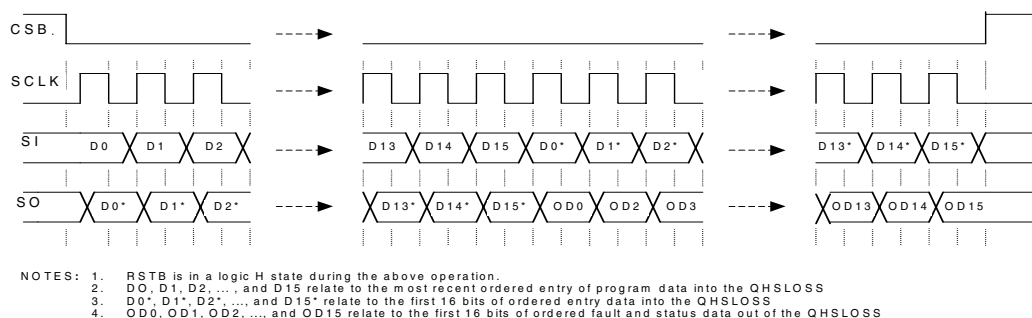 CSB.
SCLK
SI D0 D1 D2 D13 D14 D15 D0* D1* D2* D13* D14* D15*
SO D0* D1* D2* D13* D14* D15* OD0 OD2 OD3 OD13 OD14 OD15
NOTES: 1. RSTB is in a logic H state during the above operation.
2. DO, D1, D2, ... , and D15 relate to the most recent ordered entry of program data into the QHSLOSS
3. D0*, D1*, D2*, ..., and D15* relate to the first 16 bits of ordered entry data into the QHSLOSS
4. OD0, OD1, OD2, ..., and OD15 relate to the first 16 bits of ordered fault and status data out of the QHSLOSS